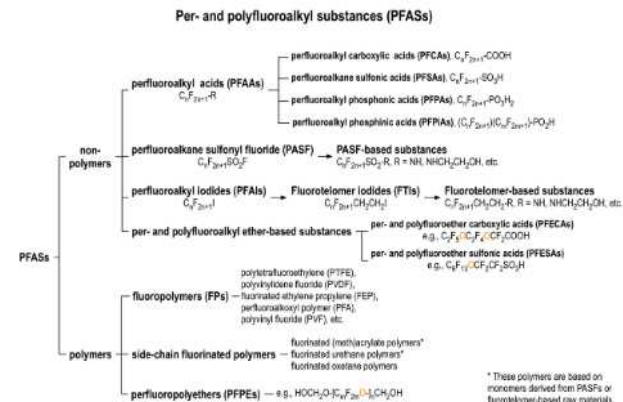 Per- and polyfluoroalkyl substances (PFASs)
perfluoroalkyl carboxylic acids (PFCAs), CₙF₂ₙ₊₁-COOH
perfluoroalkyl acids (PFAAs)
CₙF₂ₙ₊₁-R
perfluoroalkane sulfonic acids (PFSAs), CₙF₂ₙ₊₁-SO₃H
perfluoroalkyl phosphonic acids (PFPAs), CₙF₂ₙ₊₁-PO₃H₂
perfluoroalkyl phosphinic acids (PFPiAs), (CₙF₂ₙ₊₁)(CₘF₂ₘ₊₁)-PO₂H
non-
polymers
perfluoroalkane sulfonyl fluoride (PASF)
CₙF₂ₙ₊₁SO₂F
PASF-based substances
CₙF₂ₙ₊₁SO₂-R, R = NH, NHCH₂CH₂OH, etc.
perfluoroalkyl iodides (PFAIs)
CₙF₂ₙ₊₁I
Fluorotelomer iodides (FTIs)
CₙF₂ₙ₊₁CH₂CH₂I
Fluorotelomer-based substances
CₙF₂ₙ₊₁CH₂CH₂-R, R = NH, NHCH₂CH₂OH, etc.
per- and polyfluoroalkyl ether-based substances
per- and polyfluoroether carboxylic acids (PFECAs)
e.g., C₂F₅OC₂F₄OCF₂COOH
per- and polyfluoroether sulfonic acids (PFESAs)
e.g., C₆F₁₃OCF₂CF₂SO₃H
PFASs
polymers
fluoropolymers (FPs)
polytetrafluoroethylene (PTFE),
polyvinylidene fluoride (PVDF),
fluorinated ethylene propylene (FEP),
perfluoroalkoxyl polymer (PFA),
polyvinyl fluoride (PVF), etc.
side-chain fluorinated polymers
fluorinated (meth)acrylate polymers*
fluorinated urethane polymers*
fluorinated oxetane polymers
perfluoropolyethers (PFPEs)
e.g., HOCH₂O-[CₘF₂ₘO-]ₙCH₂OH
* These polymers are based on
monomers derived from PASFs or
fluorotelomer-based raw materials.